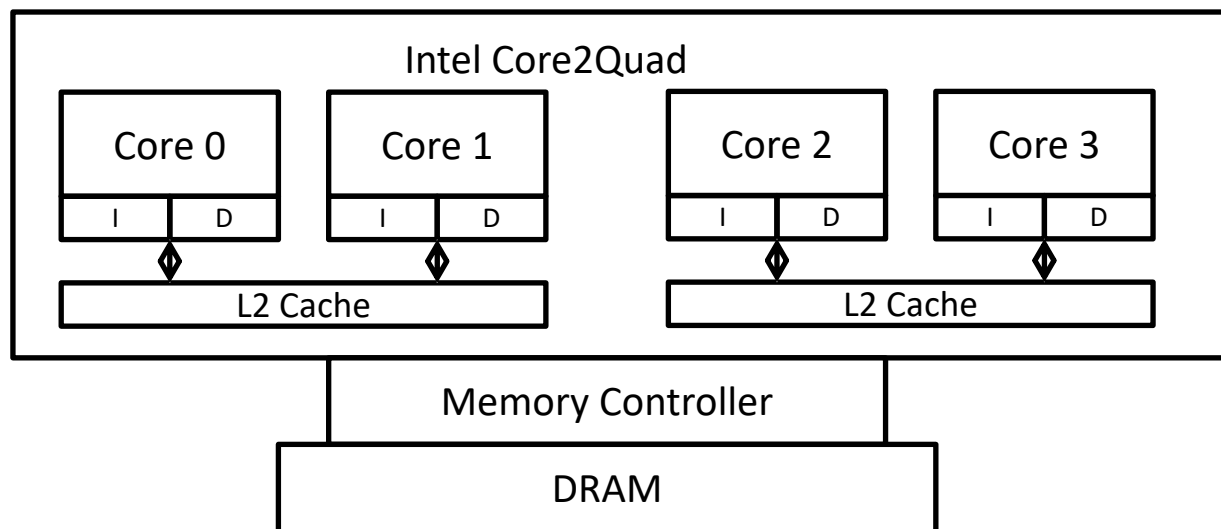 Intel Core2Quad
Core 0
Core 1
Core 2
Core 3
I
D
I
D
I
D
I
D
L2 Cache
L2 Cache
Memory Controller
DRAM